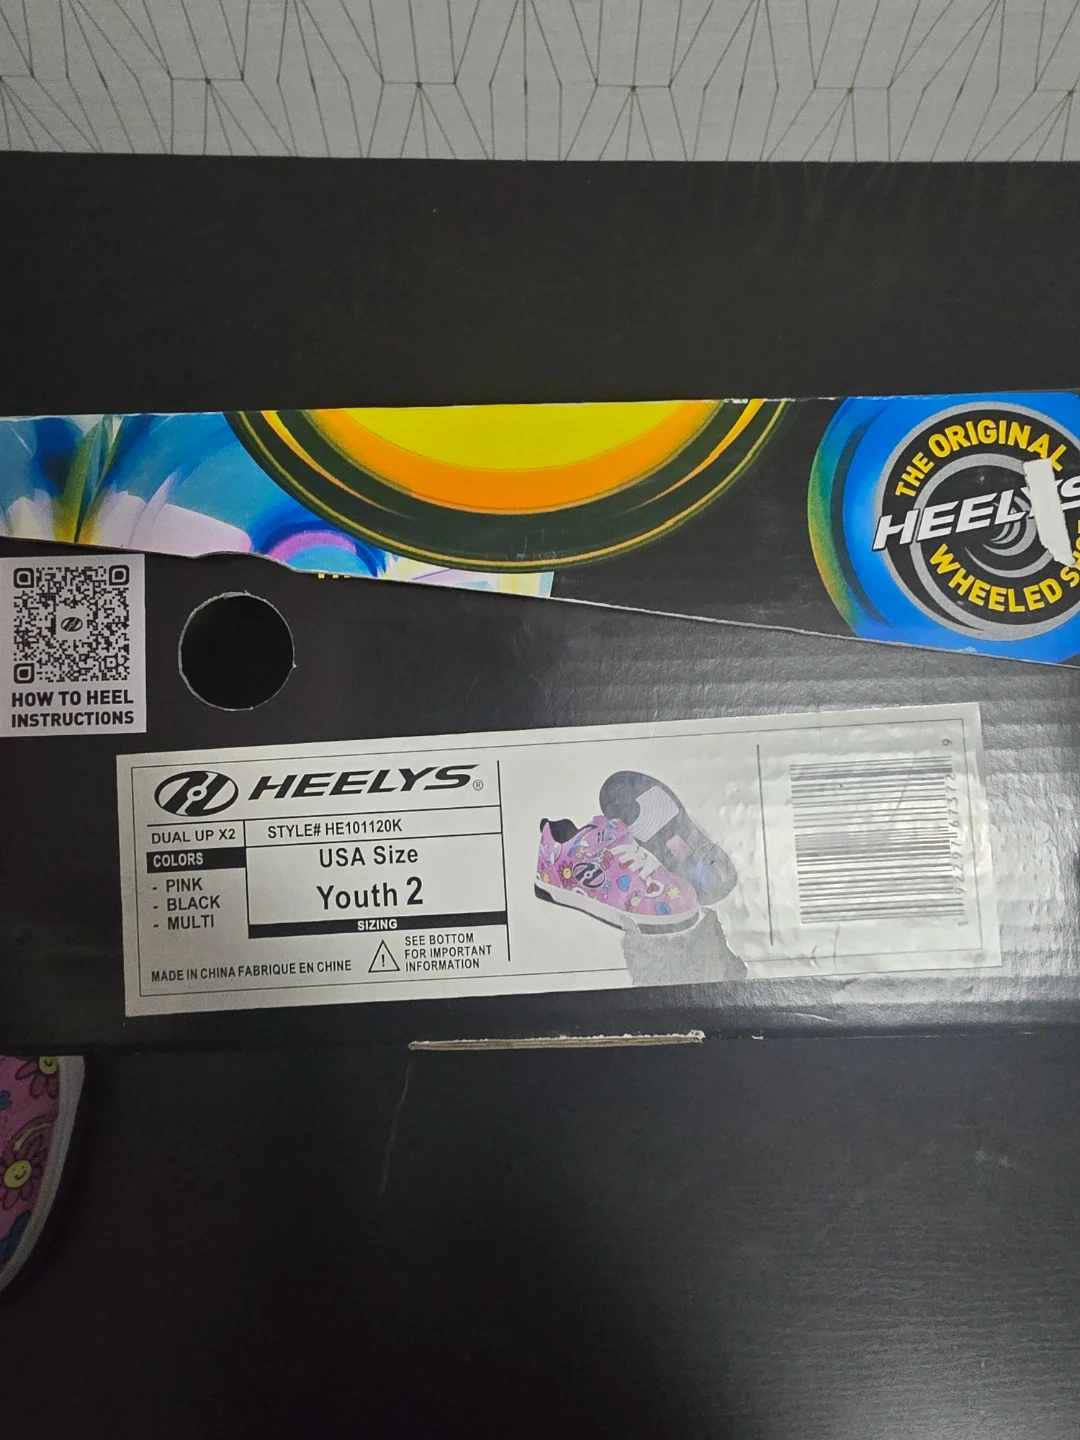 THE ORIGINAL
HEELYS
WHEELED
HOW TO HEEL
INSTRUCTIONS
HEELYS®
DUAL UP X2
STYLE# HE101120K
COLORS
- PINK
- BLACK
- MULTI
USA Size
Youth 2
SIZING
MADE IN CHINA FABRIQUE EN CHINE
SEE BOTTOM
FOR IMPORTANT
INFORMATION